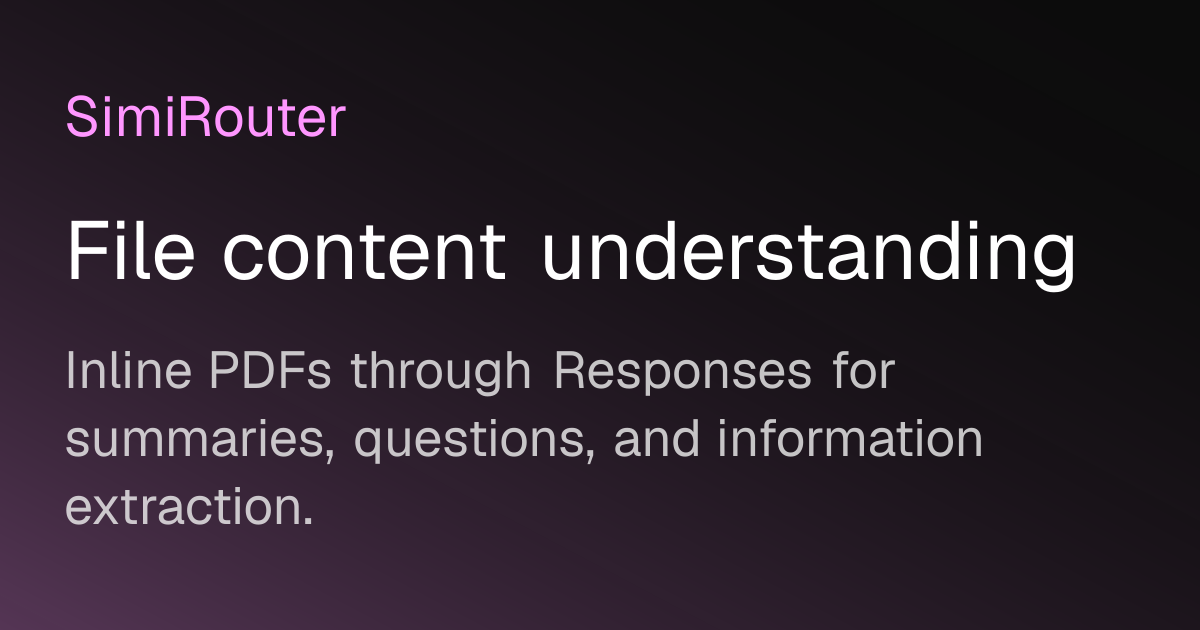 SimiRouter
File content understanding
Inline PDFs through Responses for
summaries, questions, and information
extraction.